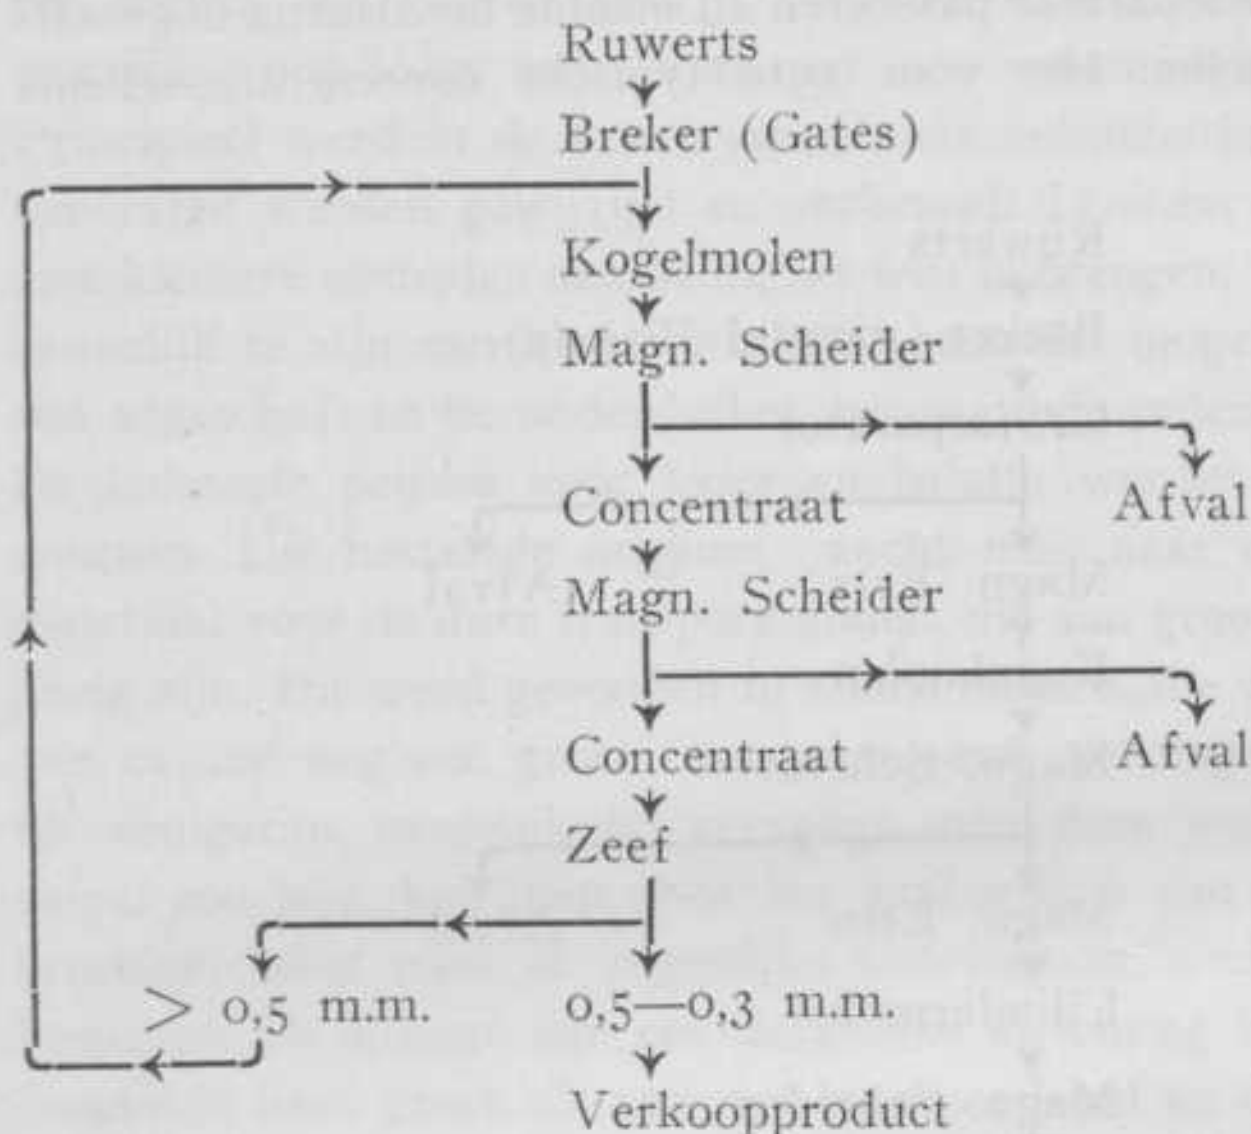 Ruwerts
Breker (Gates)
Kogelmolen
Magn. Scheider
Concentraat Afval
Magn. Scheider
Concentraat Afval
Zeef
> 0,5 m.m. 0,5—0,3 m.m.
Verkoopproduct